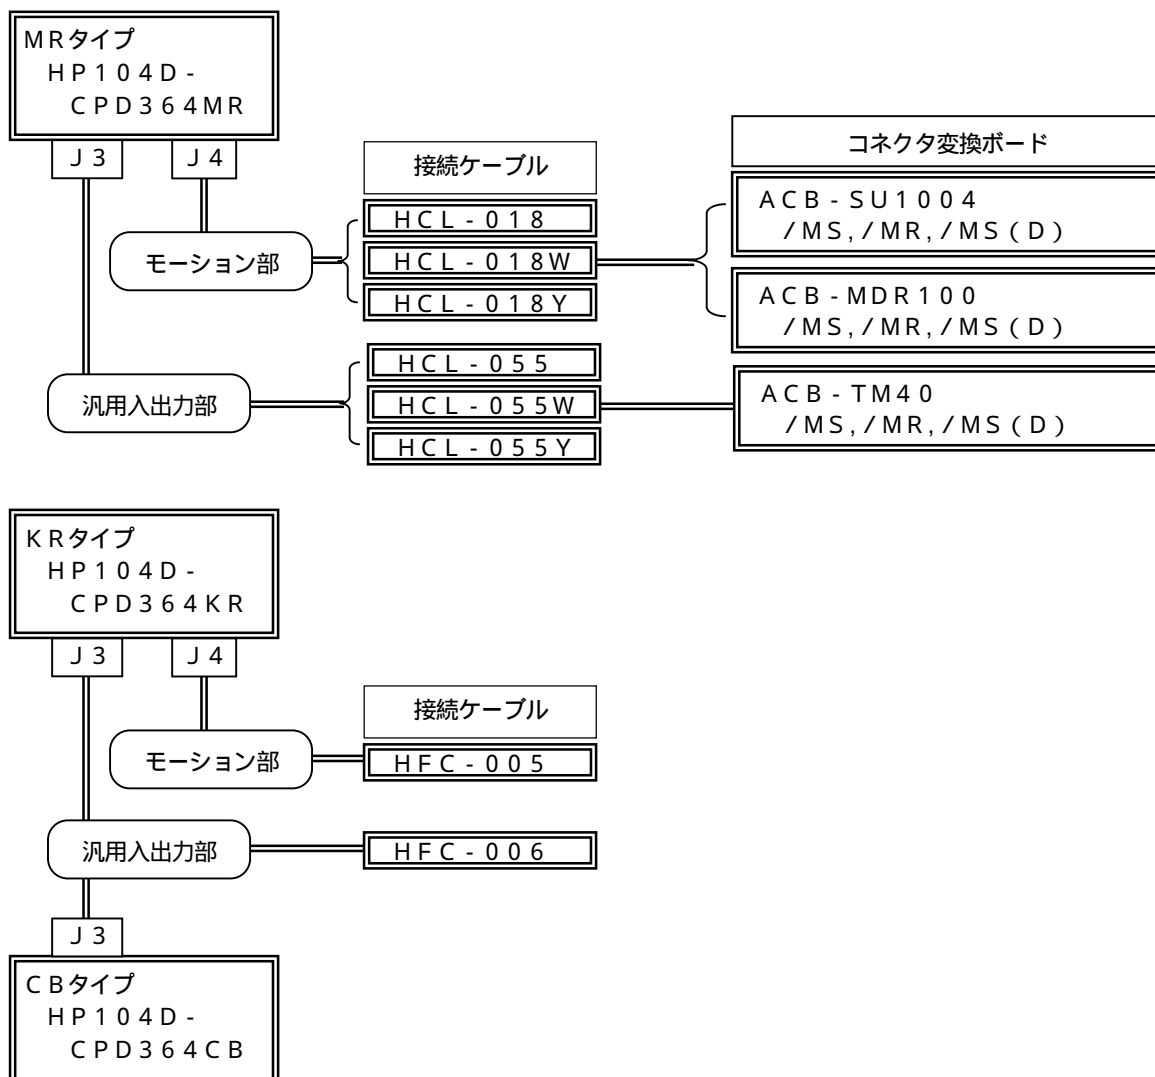 MRタイプ
HP104D-
CPD364MR
J3
J4
接続ケーブル
コネクタ変換ボード
モーション部
HCL-018
HCL-018W
HCL-018Y
ACB-SU1004
/MS,/MR,/MS(D)
ACB-MDR100
/MS,/MR,/MS(D)
汎用入出力部
HCL-055
HCL-055W
HCL-055Y
ACB-TM40
/MS,/MR,/MS(D)
KRタイプ
HP104D-
CPD364KR
J3
J4
接続ケーブル
モーション部
HFC-005
汎用入出力部
HFC-006
J3
CBタイプ
HP104D-
CPD364CB